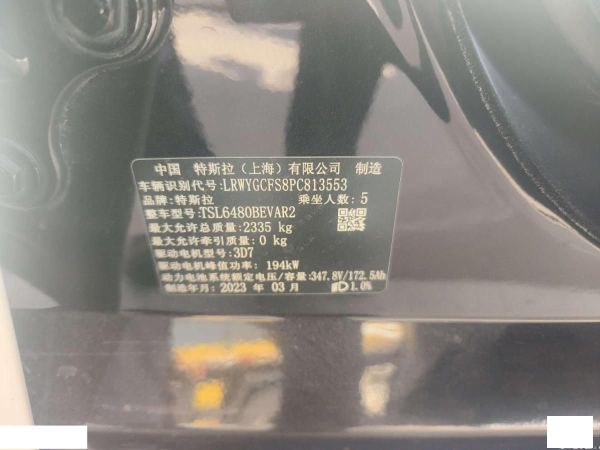 中国 特斯拉（上海）有限公司 制造
车辆识别代号:LRWYGCFS8PC813553
品牌:特斯拉 乘坐人数: 5
整车型号:TSL6480BEVAR2
最大允许总质量:2335 kg
最大允许牵引质量:0 kg
驱动电机型号:3D7
驱动电机峰值功率: 194kW
动力电池系统额定电压/容量:347.8V/172.5Ah
制造年月: 2023 年 03 月 1.0%